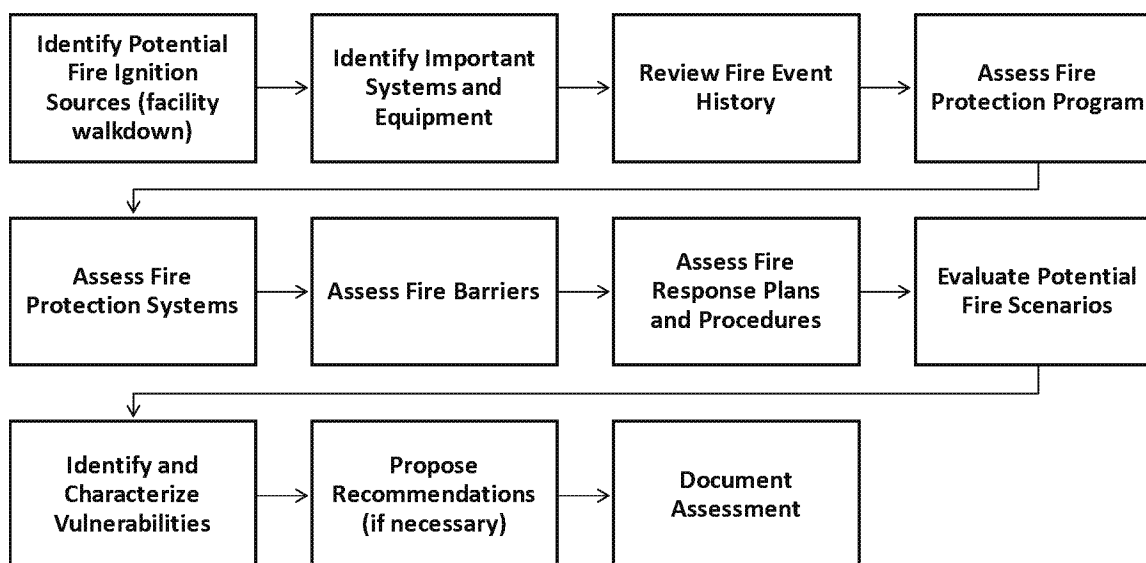 Identify Potential
Fire Ignition
Sources (facility
walkdown)
Identify Important
Systems and
Equipment
Review Fire Event
History
Assess Fire
Protection Program
Assess Fire
Protection Systems
Assess Fire Barriers
Assess Fire
Response Plans
and Procedures
Evaluate Potential
Fire Scenarios
Identify and
Characterize
Vulnerabilities
Propose
Recommendations
(if necessary)
Document
Assessment